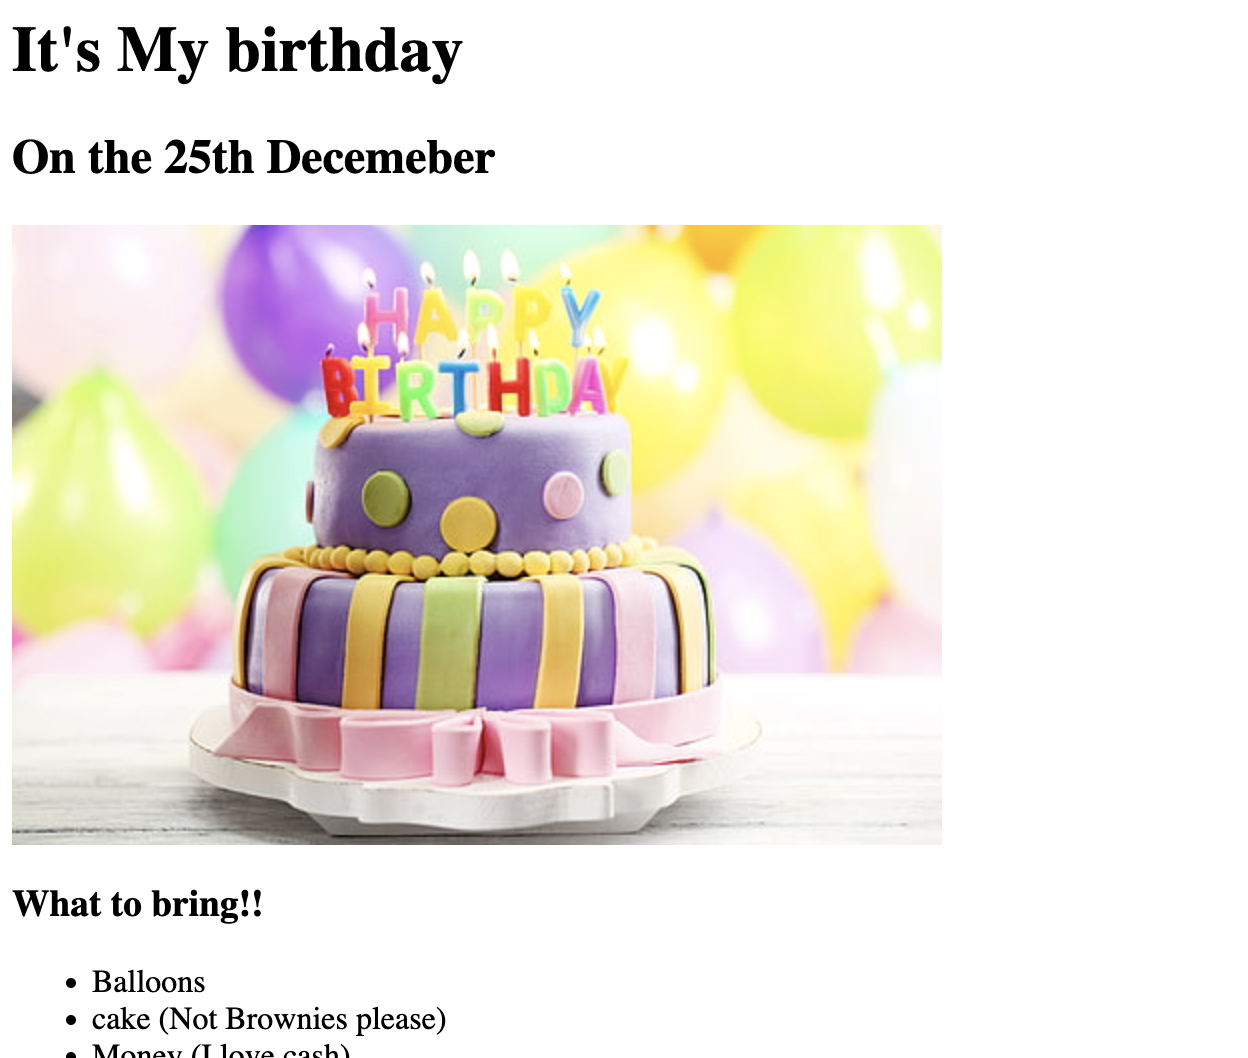 It's My birthday
On the 25th Decemeber
HAPPY
BIRTHDAY
What to bring!!
Balloons
cake (Not Brownies please)
Money (I love cash)